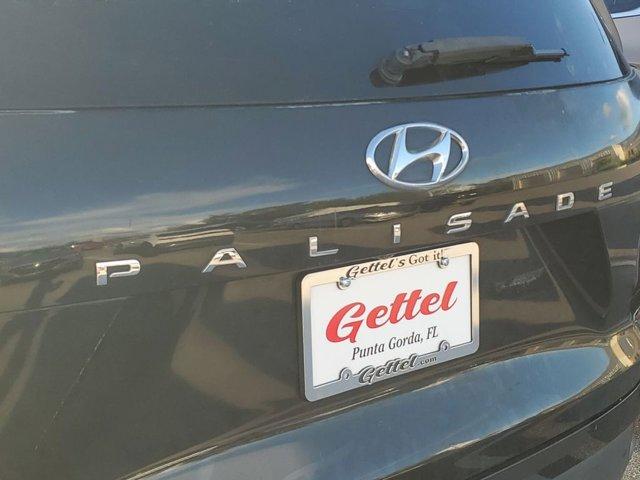 PALISADE
Gettel's Got it!
Gettel
Punta Gorda, FL
Gettel.com